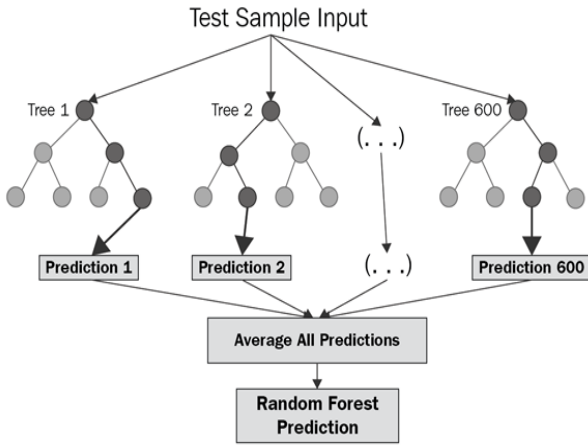 Test Sample Input
Tree 1
Tree 2
(. . .)
Tree 600
Prediction 1
Prediction 2
(. . .)
Prediction 600
Average All Predictions
Random Forest
Prediction